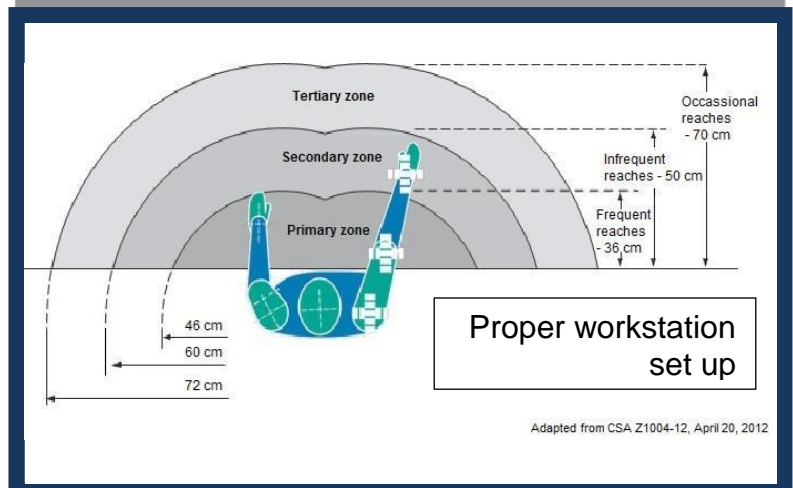 Tertiary zone
Occassional
reaches
- 70 cm
Secondary zone
Infrequent
reaches - 50 cm
Frequent
reaches
- 36 cm
Primary zone
46 cm
60 cm
72 cm
Proper workstation
set up
Adapted from CSA Z1004-12, April 20, 2012